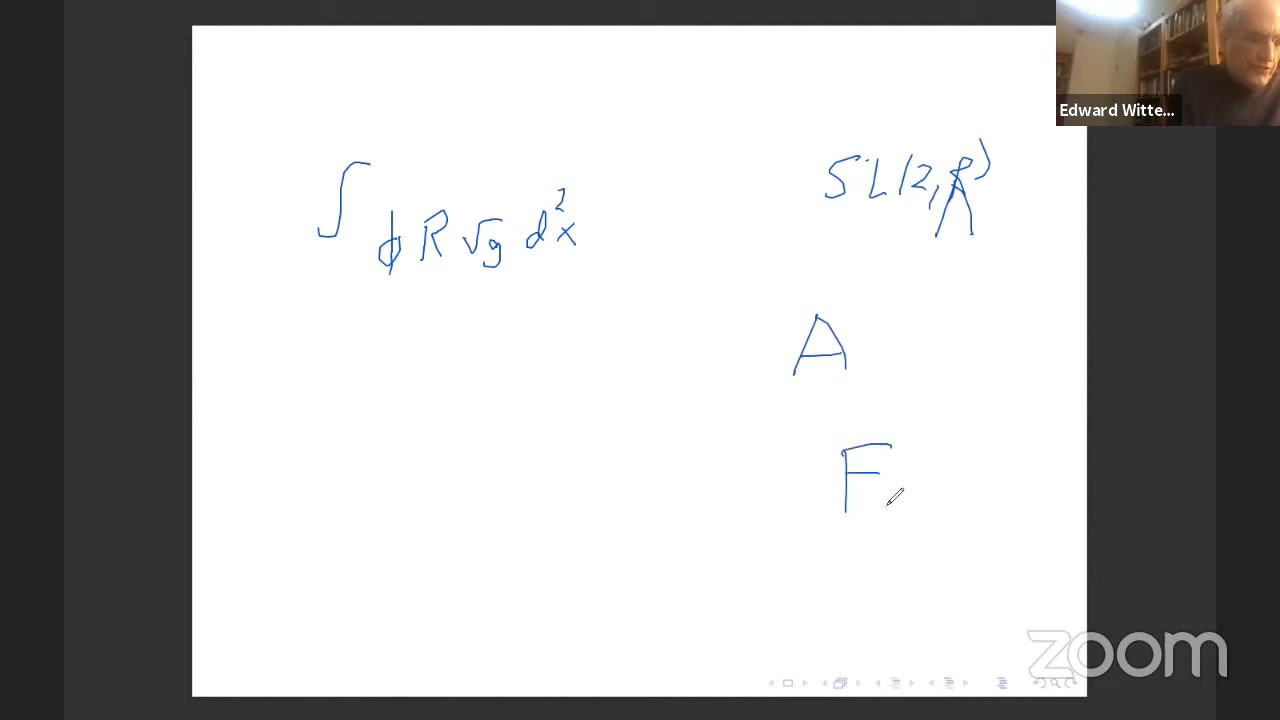 Edward Witte...
∫ φ R √g d²x
SL(2,R)
A
F
zoom